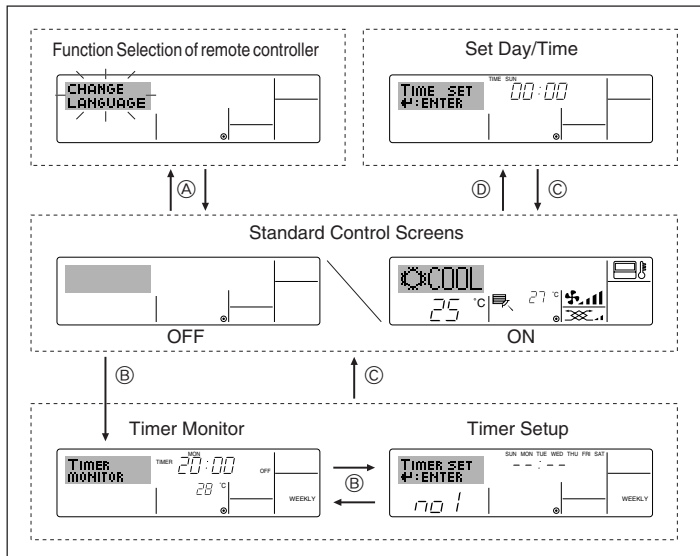 Function Selection of remote controller
CHANGE
LANGUAGE
Set Day/Time
TIME SUN
TIME SET 00:00
↵:ENTER
Ⓐ
Ⓓ
Ⓒ
Standard Control Screens
COOL
25 °C 27 °C
OFF
ON
Ⓑ
Ⓒ
Timer Monitor
MON
TIMER TIMER 20:00 OFF
MONITOR
28 °C
WEEKLY
Ⓑ
Timer Setup
SUN MON TUE WED THU FRI SAT
TIMER SET --:--
↵:ENTER
no 1
WEEKLY